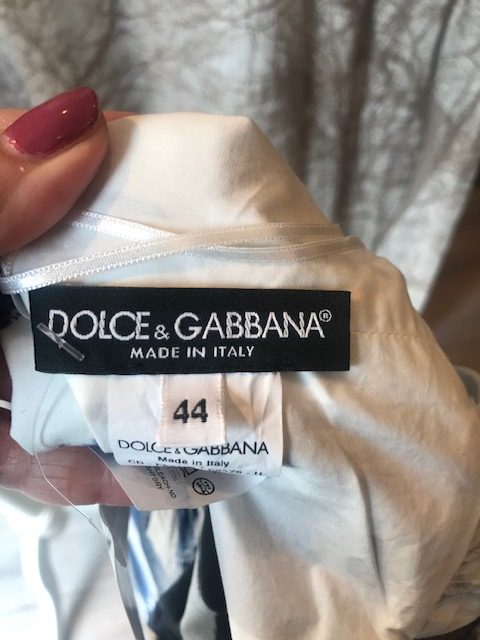 DOLCE & GABBANA®
MADE IN ITALY
44
DOLCE & GABBANA
Made in Italy